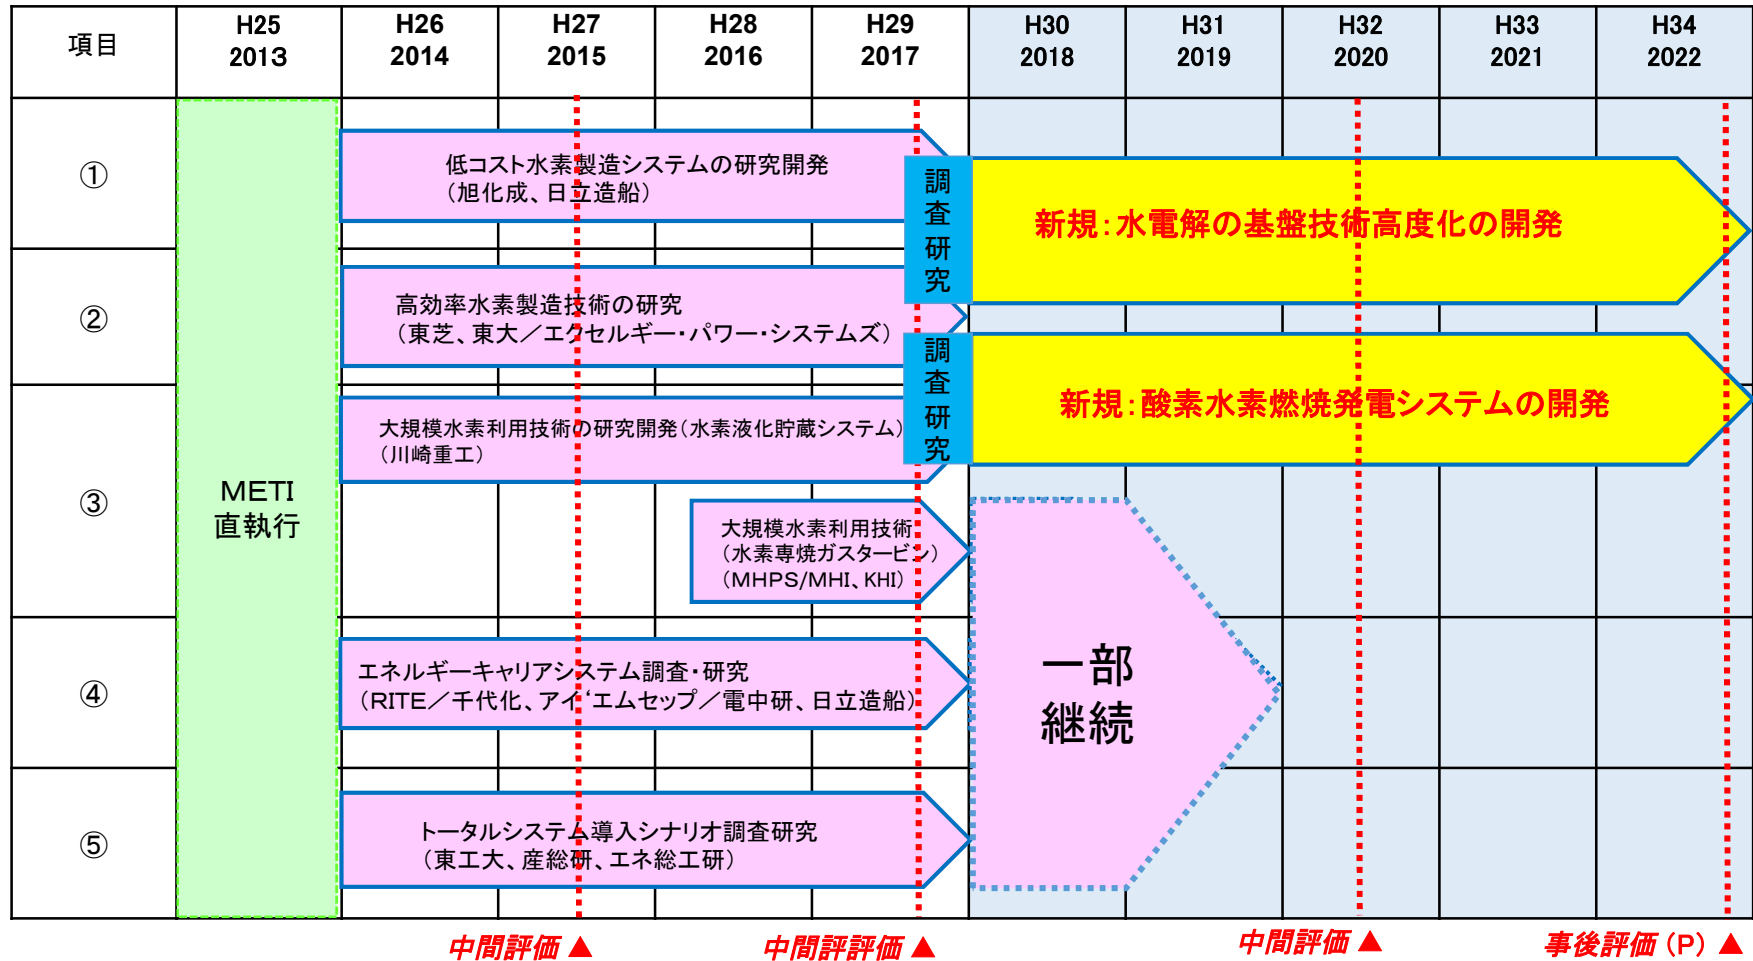 項目
H25
2013
H26
2014
H27
2015
H28
2016
H29
2017
H30
2018
H31
2019
H32
2020
H33
2021
H34
2022
①
②
③
④
⑤
METI
直執行
低コスト水素製造システムの研究開発
（旭化成、日立造船）
高効率水素製造技術の研究
（東芝、東大／エクセルギー・パワー・システムズ）
大規模水素利用技術の研究開発（水素液化貯蔵システム）
（川崎重工）
大規模水素利用技術
（水素専焼ガスタービン）
（MHPS/MHI、KHI）
エネルギーキャリアシステム調査・研究
（RITE／千代化、アイ‘エムセップ／電中研、日立造船）
トータルシステム導入シナリオ調査研究
（東工大、産総研、エネ総工研）
調査研究
新規：水電解の基盤技術高度化の開発
調査研究
新規：酸素水素燃焼発電システムの開発
一部
継続
中間評価 ▲
中間評評価 ▲
中間評価 ▲
事後評価（P） ▲